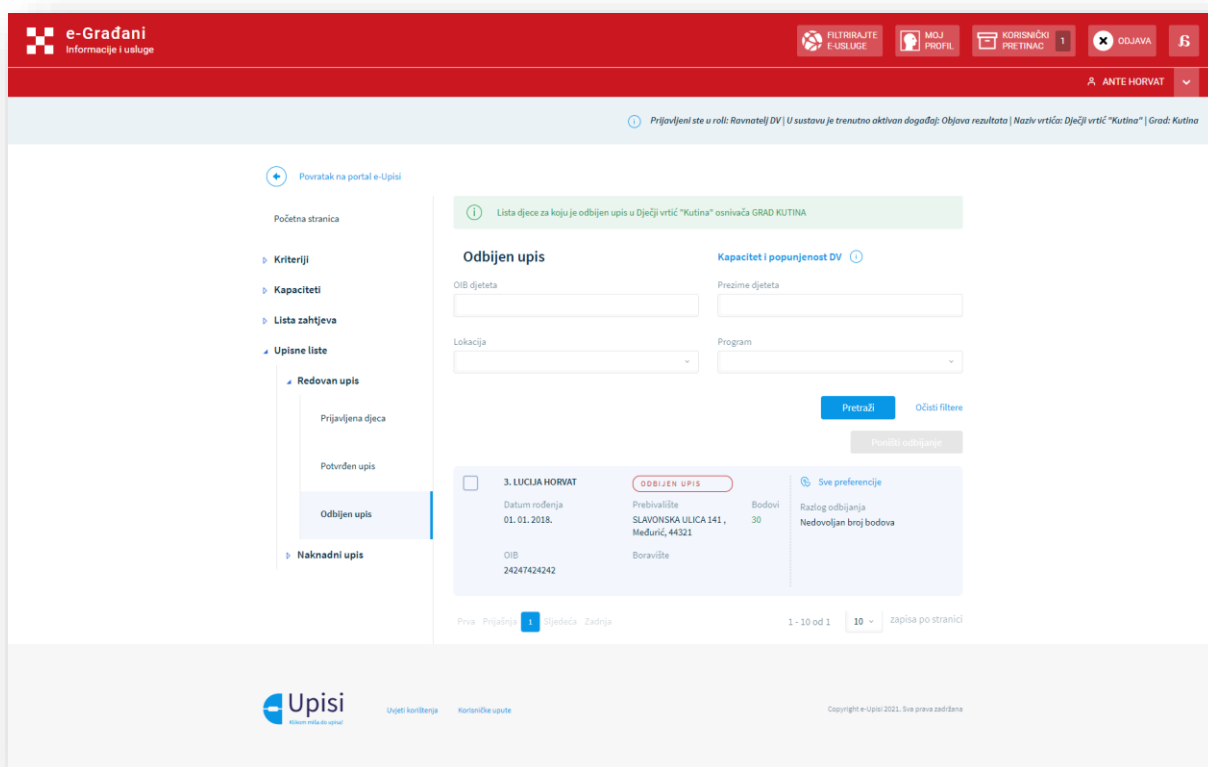 e-Građani
Informacije i usluge
FILTRIRAJTE
E-USLUGE
MOJ
PROFIL
KORISNIČKI
PRETINAC
1
ODJAVA
ANTE HORVAT
Prijavljeni ste u roli: Ravnatelj DV | U sustavu je trenutno aktivan događaj: Objava rezultata | Naziv vrtića: Dječji vrtić "Kutina" | Grad: Kutina
Povratak na portal e-Upisi
Početna stranica
Kriteriji
Kapaciteti
Lista zahtjeva
Upisne liste
Redovan upis
Prijavljena djeca
Potvrđen upis
Odbijen upis
Naknadni upis
Lista djece za koju je odbijen upis u Dječji vrtić "Kutina" osnivača GRAD KUTINA
Odbijen upis
Kapacitet i popunjenost DV
OIB djeteta
Prezime djeteta
Lokacija
Program
Pretraži
Očisti filtere
Poništi odbijanje
3. LUCIJA HORVAT
ODBIJEN UPIS
Sve preferencije
Datum rođenja
01. 01. 2018.
Prebivalište
SLAVONSKA ULICA 141 ,
Međurić, 44321
Bodovi
30
Razlog odbijanja
Nedovoljan broj bodova
OIB
24247424242
Boravište
Prva Prijašnja 1 Sljedeća Zadnja
1 - 10 od 1
10
zapisa po stranici
Upisi
Klikom miša do upisa!
Uvjeti korištenja
Korisničke upute
Copyright e-Upisi 2021. Sva prava zadržana